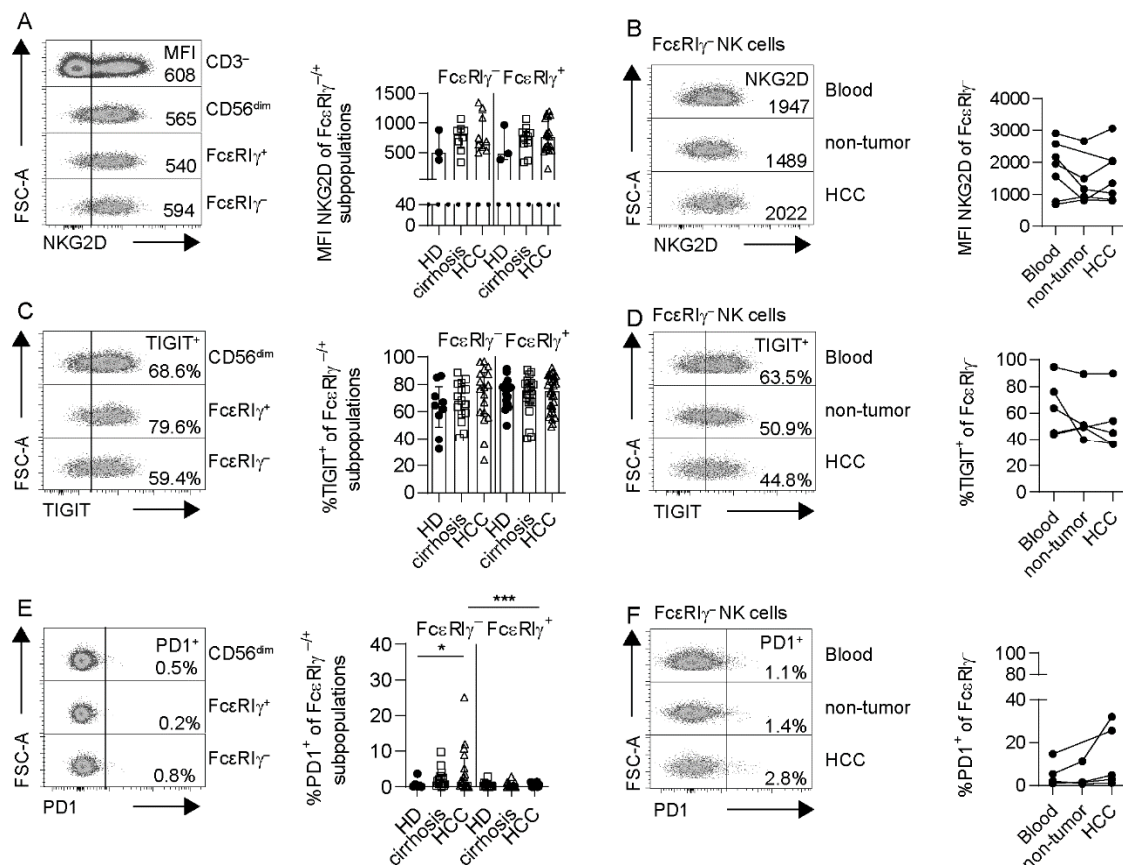 A
MFI
608
CD3⁻
565
CD56ᵈⁱᵐ
540
FcεRIγ⁺
594
FcεRIγ⁻
FSC-A
NKG2D
FcεRIγ⁻ FcεRIγ⁺
MFI NKG2D of FcεRIγ⁻/⁺
subpopulations
1500
1000
500
40
0
HD
cirrhosis
HCC
HD
cirrhosis
HCC
B
FcεRIγ⁻ NK cells
NKG2D
1947
Blood
1489
non-tumor
2022
HCC
FSC-A
NKG2D
MFI NKG2D of FcεRIγ⁻
4000
3000
2000
1000
0
Blood
non-tumor
HCC
C
TIGIT⁺
68.6%
CD56ᵈⁱᵐ
79.6%
FcεRIγ⁺
59.4%
FcεRIγ⁻
FSC-A
TIGIT
FcεRIγ⁻ FcεRIγ⁺
%TIGIT⁺ of FcεRIγ⁻/⁺
subpopulations
100
80
60
40
20
0
HD
cirrhosis
HCC
HD
cirrhosis
HCC
D
FcεRIγ⁻ NK cells
TIGIT⁺
63.5%
Blood
50.9%
non-tumor
44.8%
HCC
FSC-A
TIGIT
%TIGIT⁺ of FcεRIγ⁻
100
80
60
40
20
0
Blood
non-tumor
HCC
E
PD1⁺
0.5%
CD56ᵈⁱᵐ
0.2%
FcεRIγ⁺
0.8%
FcεRIγ⁻
FSC-A
PD1
***
FcεRIγ⁻ FcεRIγ⁺
*
%PD1⁺ of FcεRIγ⁻/⁺
subpopulations
40
30
20
10
0
HD
cirrhosis
HCC
HD
cirrhosis
HCC
F
FcεRIγ⁻ NK cells
PD1⁺
1.1%
Blood
1.4%
non-tumor
2.8%
HCC
FSC-A
PD1
%PD1⁺ of FcεRIγ⁻
100
80
40
20
0
Blood
non-tumor
HCC